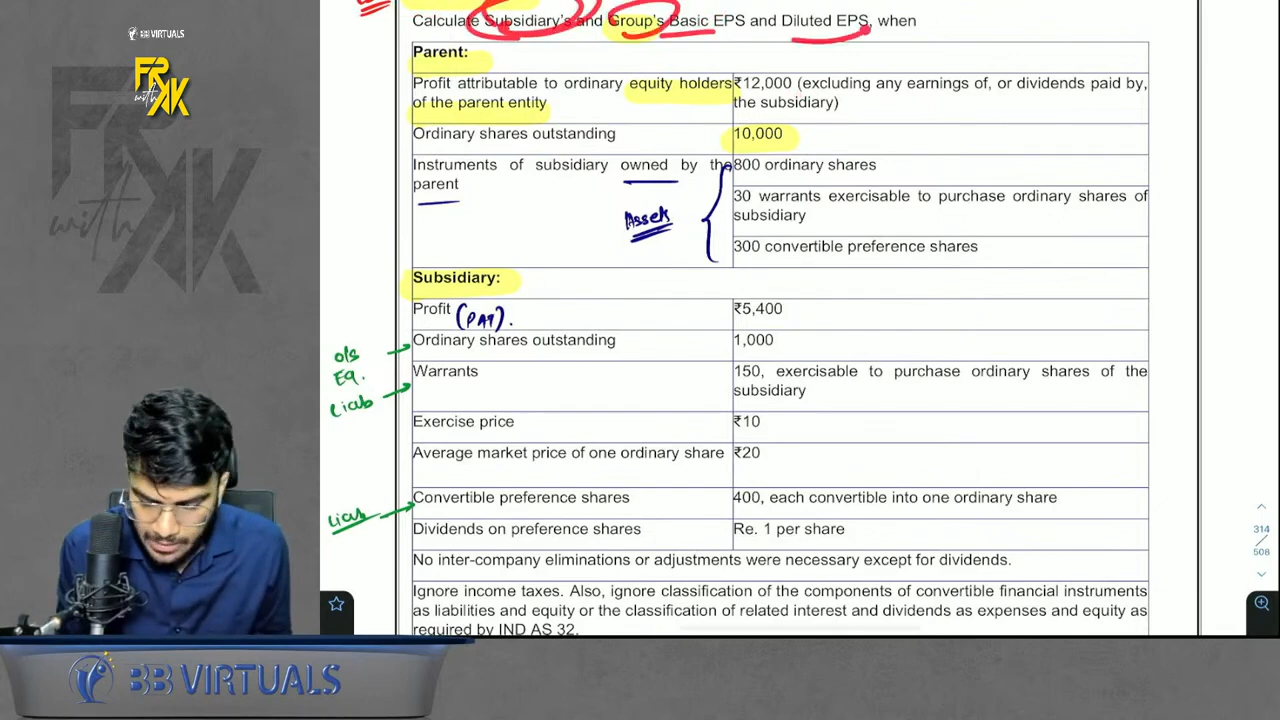 BB VIRTUALS
FR
with
AK
Calculate Subsidiary's and Group's Basic EPS and Diluted EPS, when
Parent:
Profit attributable to ordinary equity holders of the parent entity
₹12,000 (excluding any earnings of, or dividends paid by, the subsidiary)
Ordinary shares outstanding
10,000
Instruments of subsidiary owned by the parent
Assets
800 ordinary shares
30 warrants exercisable to purchase ordinary shares of subsidiary
300 convertible preference shares
Subsidiary:
Profit (PAT).
₹5,400
o/s
Eq.
Ordinary shares outstanding
1,000
Liab
Warrants
150, exercisable to purchase ordinary shares of the subsidiary
Exercise price
₹10
Average market price of one ordinary share
₹20
Liab
Convertible preference shares
400, each convertible into one ordinary share
Dividends on preference shares
Re. 1 per share
No inter-company eliminations or adjustments were necessary except for dividends.
Ignore income taxes. Also, ignore classification of the components of convertible financial instruments
as liabilities and equity or the classification of related interest and dividends as expenses and equity as
required by IND AS 32.
314
508
BB VIRTUALS